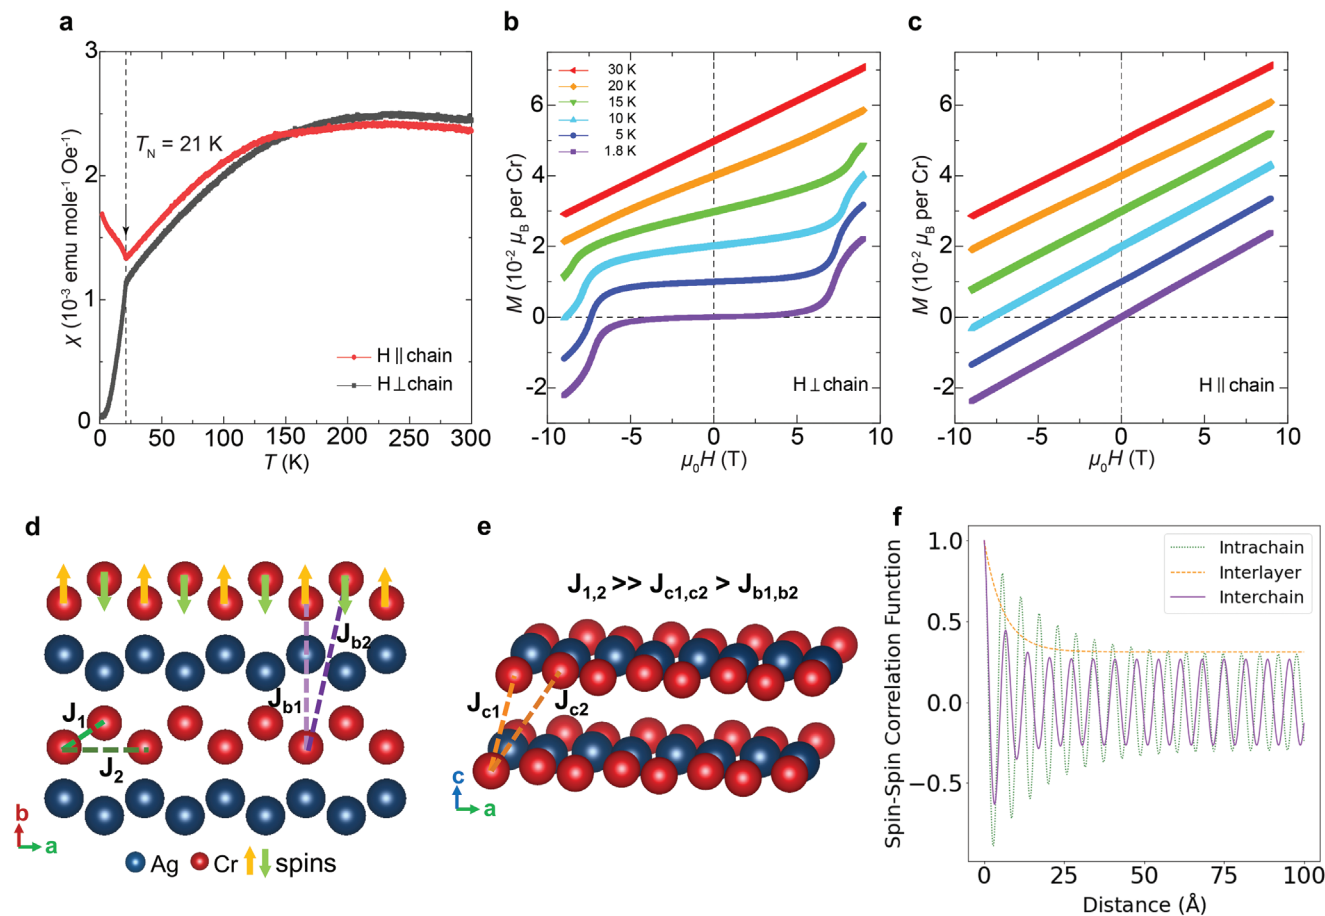 a
3
2
1
0
χ (10⁻³ emu mole⁻¹ Oe⁻¹)
T_N = 21 K
H || chain
H⊥chain
0 50 100 150 200 250 300
T (K)
b
6
4
2
0
-2
M (10⁻² μ_B per Cr)
30 K
20 K
15 K
10 K
5 K
1.8 K
H⊥chain
-10 -5 0 5 10
μ₀H (T)
c
6
4
2
0
-2
M (10⁻² μ_B per Cr)
H || chain
-10 -5 0 5 10
μ₀H (T)
d
J_b2
J_b1
J_1
J_2
b
a
Ag Cr spins
e
J_1,2 >> J_c1,c2 > J_b1,b2
J_c1
J_c2
c
a
f
1.0
0.5
0.0
−0.5
Spin-Spin Correlation Function
Intrachain
Interlayer
Interchain
0 25 50 75 100
Distance (Å)